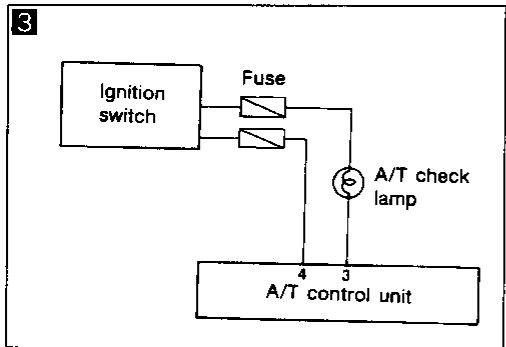 3
Fuse
Ignition
switch
A/T check
lamp
4 3
A/T control unit